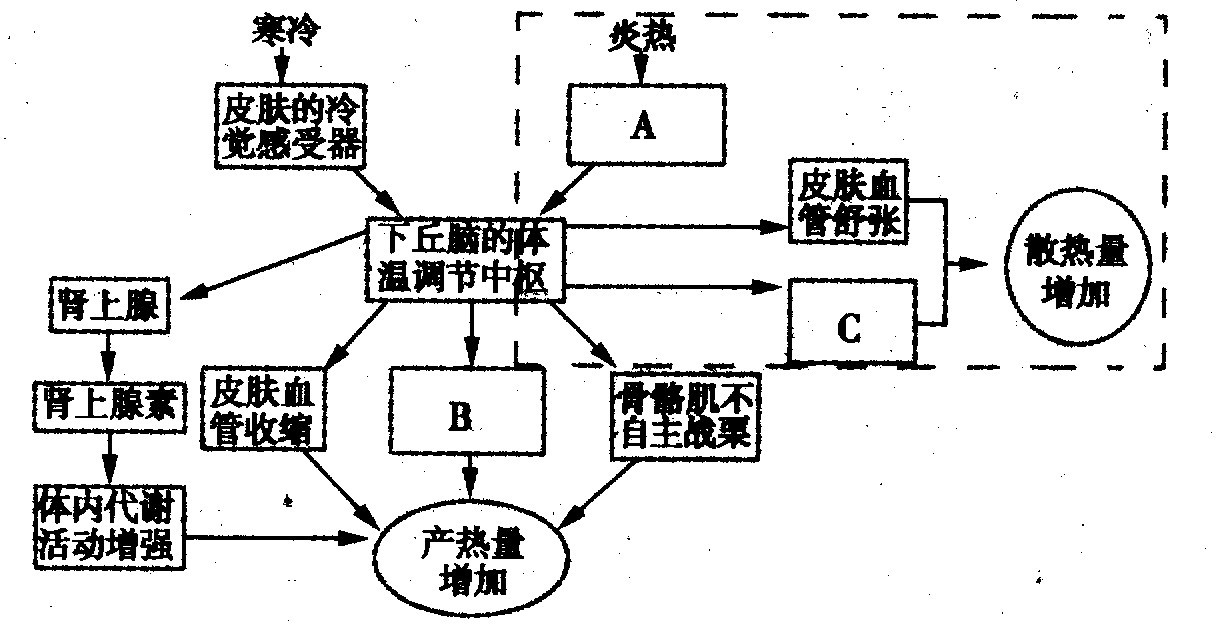 寒冷
炎热
皮肤的冷
觉感受器
A
皮肤血
管舒张
散热量
增加
下丘脑的体
温调节中枢
肾上腺
C
肾上腺素
皮肤血
管收缩
B
骨骼肌不
自主战栗
体内代谢
活动增强
产热量
增加